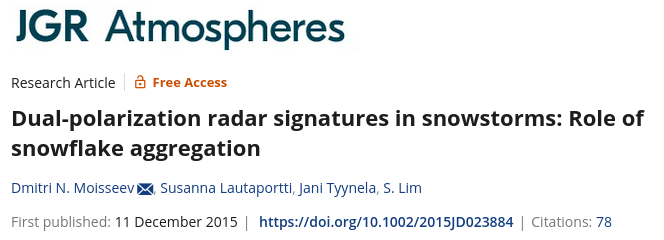 JGR Atmospheres
Research Article | Free Access
Dual-polarization radar signatures in snowstorms: Role of
snowflake aggregation
Dmitri N. Moisseev, Susanna Lautaportti, Jani Tyynela, S. Lim
First published: 11 December 2015 | https://doi.org/10.1002/2015JD023884 | Citations: 78